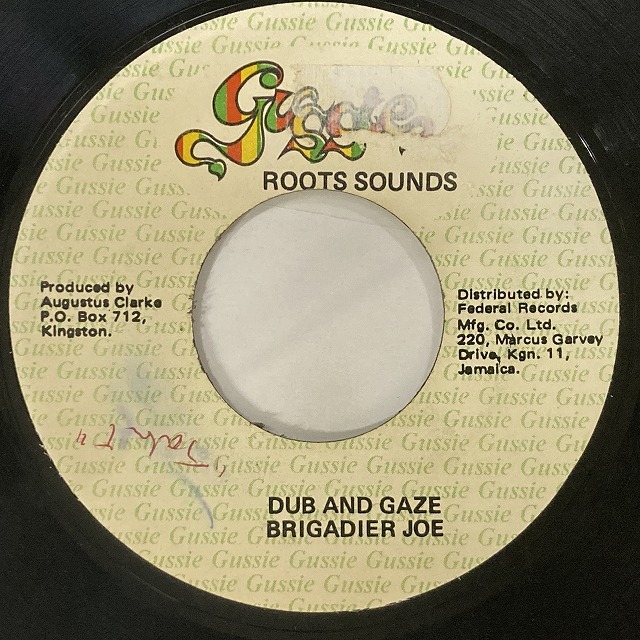 Gussie
ROOTS SOUNDS
Produced by
Augustus Clarke
P.O. Box 712,
Kingston.
Distributed by:
Federal Records
Mfg. Co. Ltd.
220, Marcus Garvey
Drive, Kgn. 11,
Jamaica.
DUB AND GAZE
BRIGADIER JOE